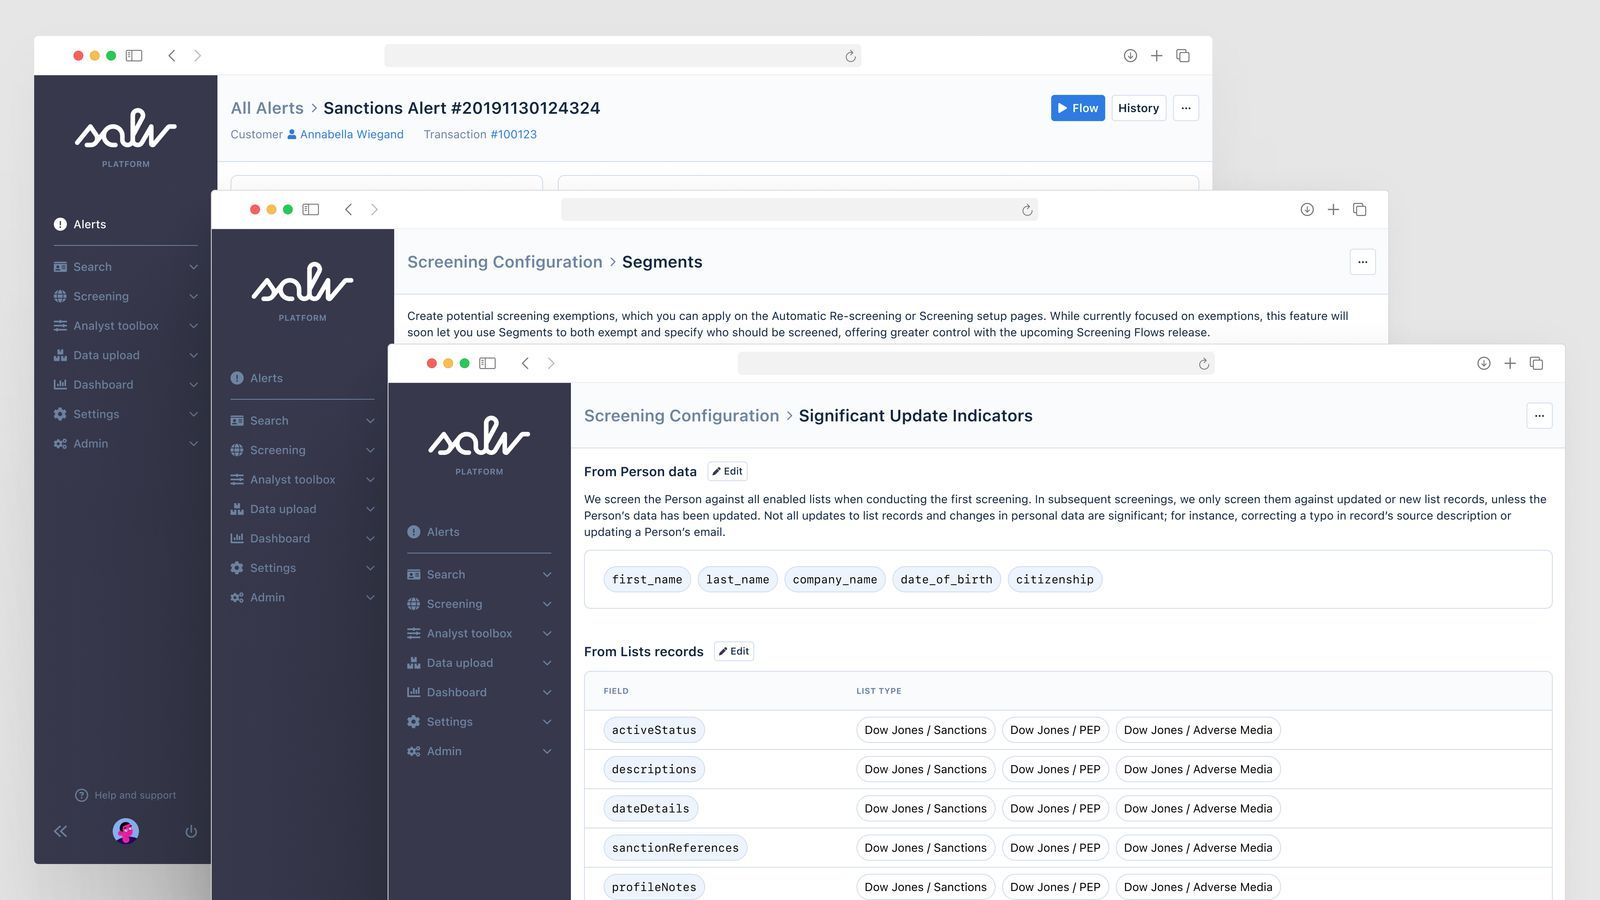 All Alerts > Sanctions Alert #20191130124324
Flow
History
Customer Annabella Wiegand Transaction #100123
salv
PLATFORM
Alerts
Search
Screening
Analyst toolbox
Data upload
Dashboard
Settings
Admin
Help and support
Screening Configuration > Segments
Create potential screening exemptions, which you can apply on the Automatic Re-screening or Screening setup pages. While currently focused on exemptions, this feature will
soon let you use Segments to both exempt and specify who should be screened, offering greater control with the upcoming Screening Flows release.
salv
PLATFORM
Alerts
Search
Screening
Analyst toolbox
Data upload
Dashboard
Settings
Admin
salv
PLATFORM
Alerts
Search
Screening
Analyst toolbox
Data upload
Dashboard
Settings
Admin
Screening Configuration > Significant Update Indicators
From Person data Edit
We screen the Person against all enabled lists when conducting the first screening. In subsequent screenings, we only screen them against updated or new list records, unless the
Person’s data has been updated. Not all updates to list records and changes in personal data are significant; for instance, correcting a typo in record’s source description or
updating a Person’s email.
first_name last_name company_name date_of_birth citizenship
From Lists records Edit
FIELD LIST TYPE
activeStatus Dow Jones / Sanctions Dow Jones / PEP Dow Jones / Adverse Media
descriptions Dow Jones / Sanctions Dow Jones / PEP Dow Jones / Adverse Media
dateDetails Dow Jones / Sanctions Dow Jones / PEP Dow Jones / Adverse Media
sanctionReferences Dow Jones / Sanctions Dow Jones / PEP Dow Jones / Adverse Media
profileNotes Dow Jones / Sanctions Dow Jones / PEP Dow Jones / Adverse Media